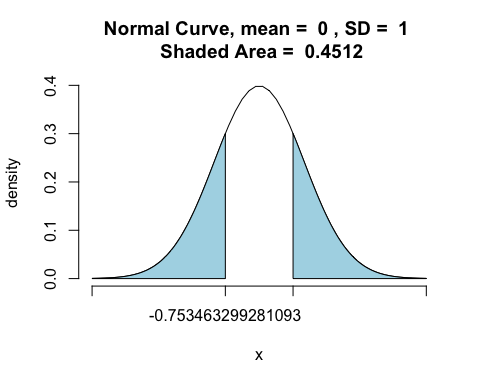 Normal Curve, mean =  0 , SD =  1
Shaded Area =  0.4512
0.4
0.3
0.2
0.1
0.0
density
-0.753463299281093
x